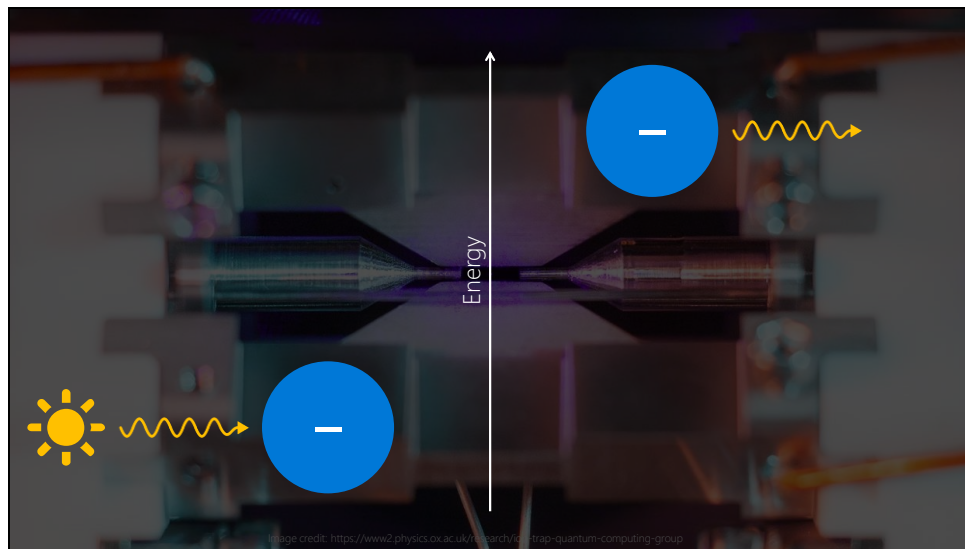 Energy
−
−
Image credit: https://www2.physics.ox.ac.uk/research/ion-trap-quantum-computing-group